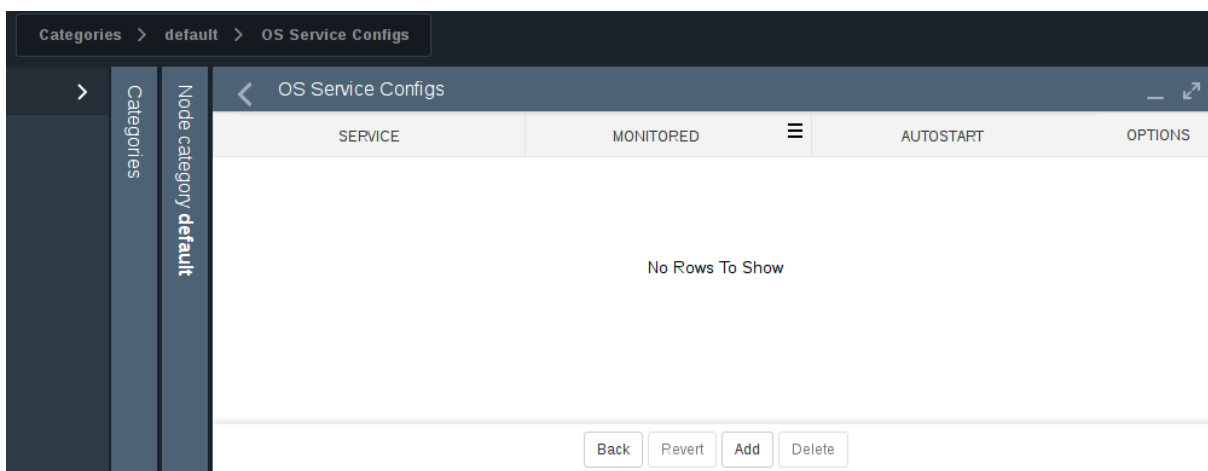 Categories > default > OS Service Configs
Categories
Node category default
OS Service Configs
SERVICE MONITORED AUTOSTART OPTIONS
No Rows To Show
Back Revert Add Delete